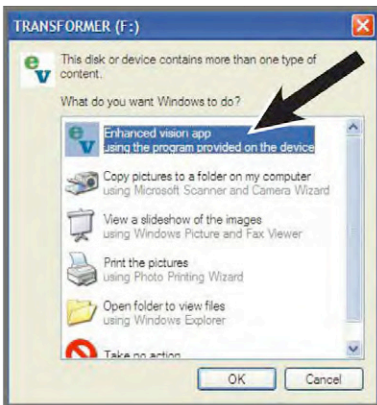 TRANSFORMER (F:)
This disk or device contains more than one type of
content.
What do you want Windows to do?
Enhanced vision app
using the program provided on the device
Copy pictures to a folder on my computer
using Microsoft Scanner and Camera Wizard
View a slideshow of the images
using Windows Picture and Fax Viewer
Print the pictures
using Photo Printing Wizard
Open folder to view files
using Windows Explorer
Take no action
OK Cancel